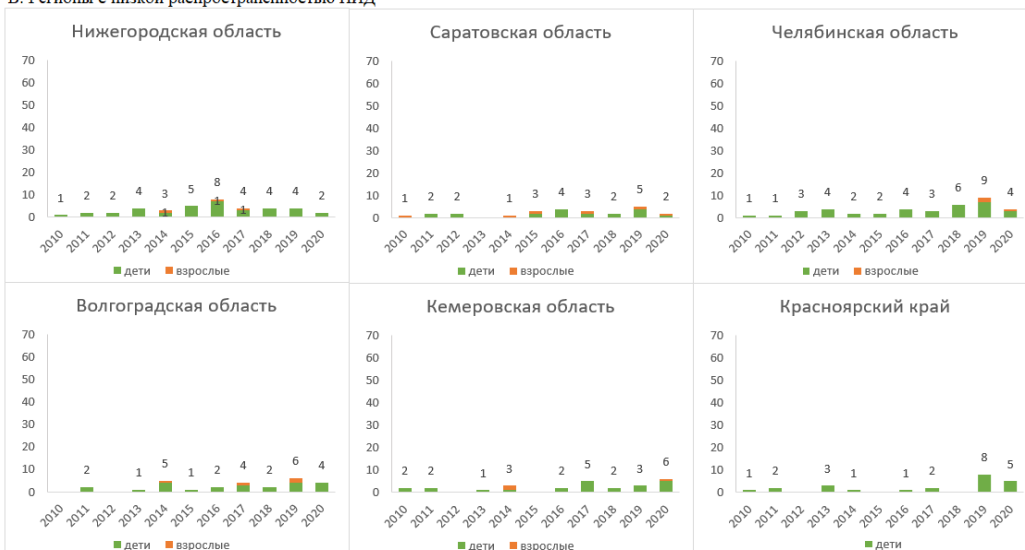 В. Регионы с низкой распространенностью ПИД
Нижегородская область
70
60
50
40
30
20
10
0
1 2 2 4 3 5 8 4 4 4 2
1 1 1
2010 2011 2012 2013 2014 2015 2016 2017 2018 2019 2020
дети взрослые
Саратовская область
70
60
50
40
30
20
10
0
1 2 2 1 3 4 3 2 5 2
2010 2011 2012 2013 2014 2015 2016 2017 2018 2019 2020
дети взрослые
Челябинская область
70
60
50
40
30
20
10
0
1 1 3 4 2 2 4 3 6 9 4
2010 2011 2012 2013 2014 2015 2016 2017 2018 2019 2020
дети взрослые
Волгоградская область
70
60
50
40
30
20
10
0
2 1 5 1 2 4 2 6 4
2010 2011 2012 2013 2014 2015 2016 2017 2018 2019 2020
дети взрослые
Кемеровская область
70
60
50
40
30
20
10
0
2 2 1 3 2 5 2 3 6
2010 2011 2012 2013 2014 2015 2016 2017 2018 2019 2020
дети взрослые
Красноярский край
70
60
50
40
30
20
10
0
1 2 3 1 1 2 8 5
2010 2011 2012 2013 2014 2015 2016 2017 2018 2019 2020
дети